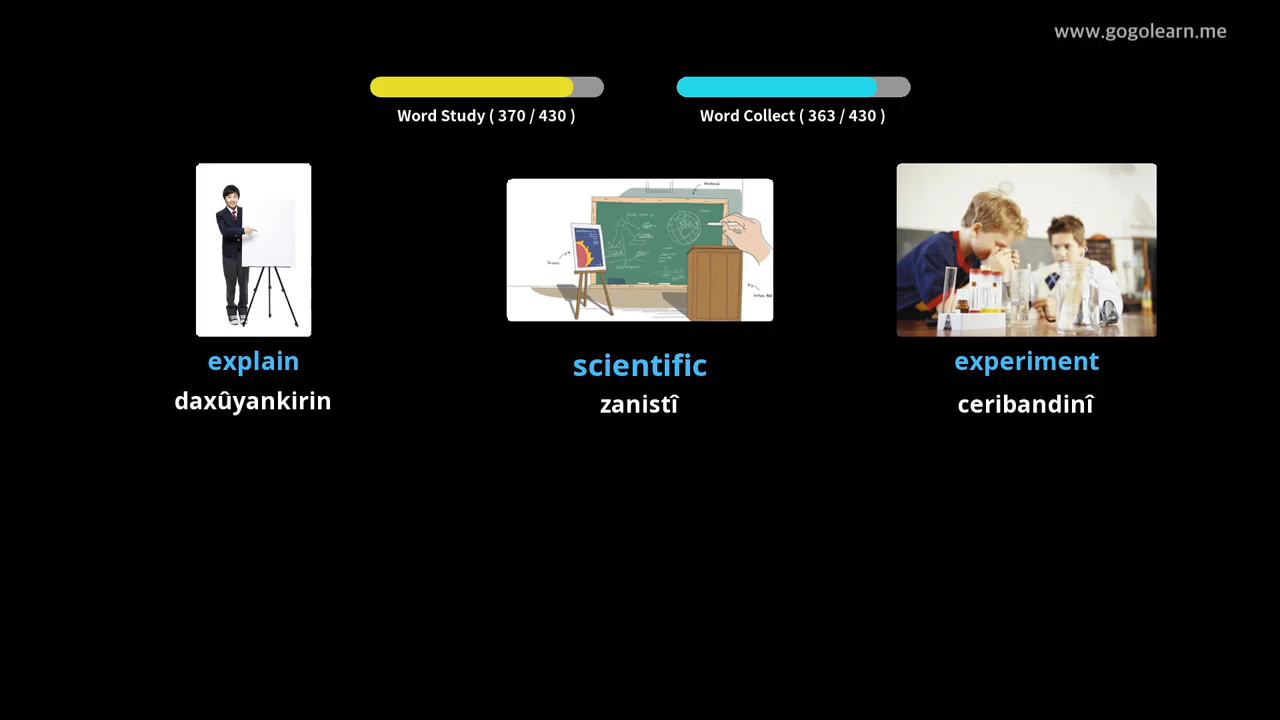 www.gogolearn.me
Word Study ( 370 / 430 )
Word Collect ( 363 / 430 )
explain
daxûyankirin
scientific
zanistî
experiment
ceribandinî